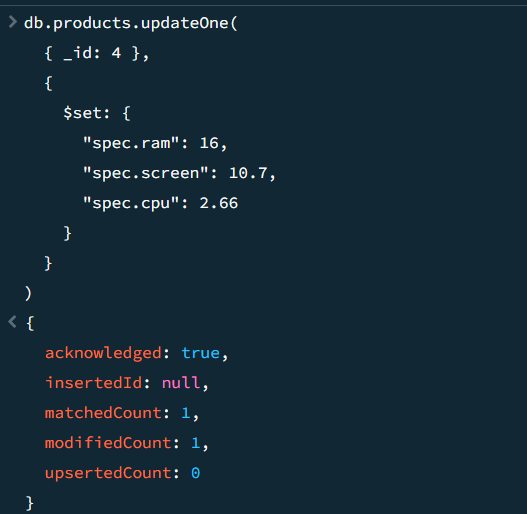 db.products.updateOne(
{ _id: 4 },
{
$set: {
"spec.ram": 16,
"spec.screen": 10.7,
"spec.cpu": 2.66
}
}
)
{
acknowledged: true,
insertedId: null,
matchedCount: 1,
modifiedCount: 1,
upsertedCount: 0
}